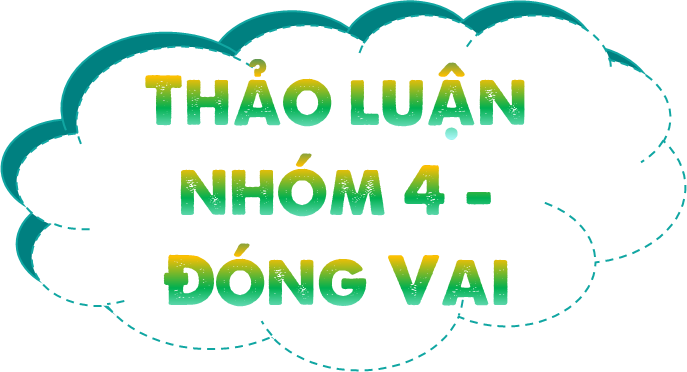 Thảo luận
nhóm 4 -
Đóng Vai